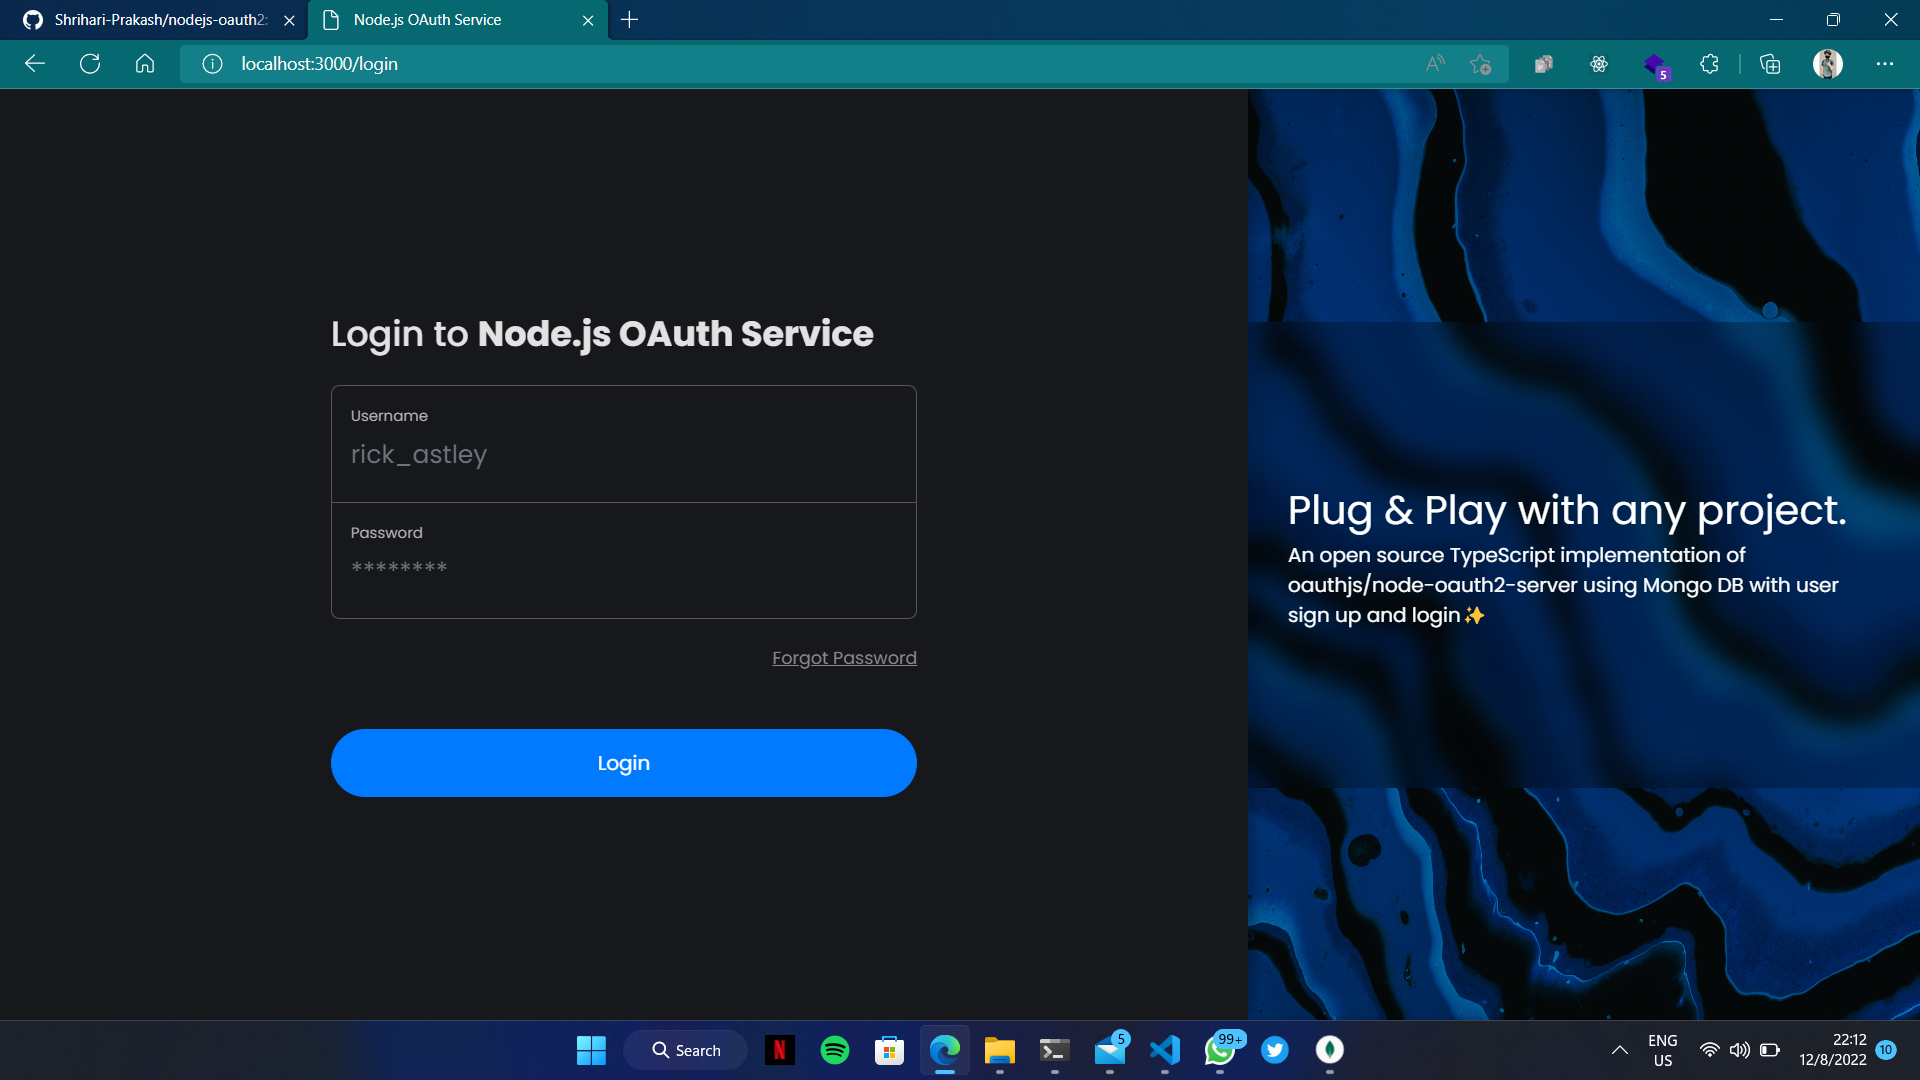 Shrihari-Prakash/nodejs-oauth2:
Node.js OAuth Service
localhost:3000/login
5
Login to Node.js OAuth Service
Username
rick_astley
Password
********
Forgot Password
Login
Plug & Play with any project.
An open source TypeScript implementation of
oauthjs/node-oauth2-server using Mongo DB with user
sign up and login✨
Search
5
99+
ENG
US
22:12
12/8/2022
10